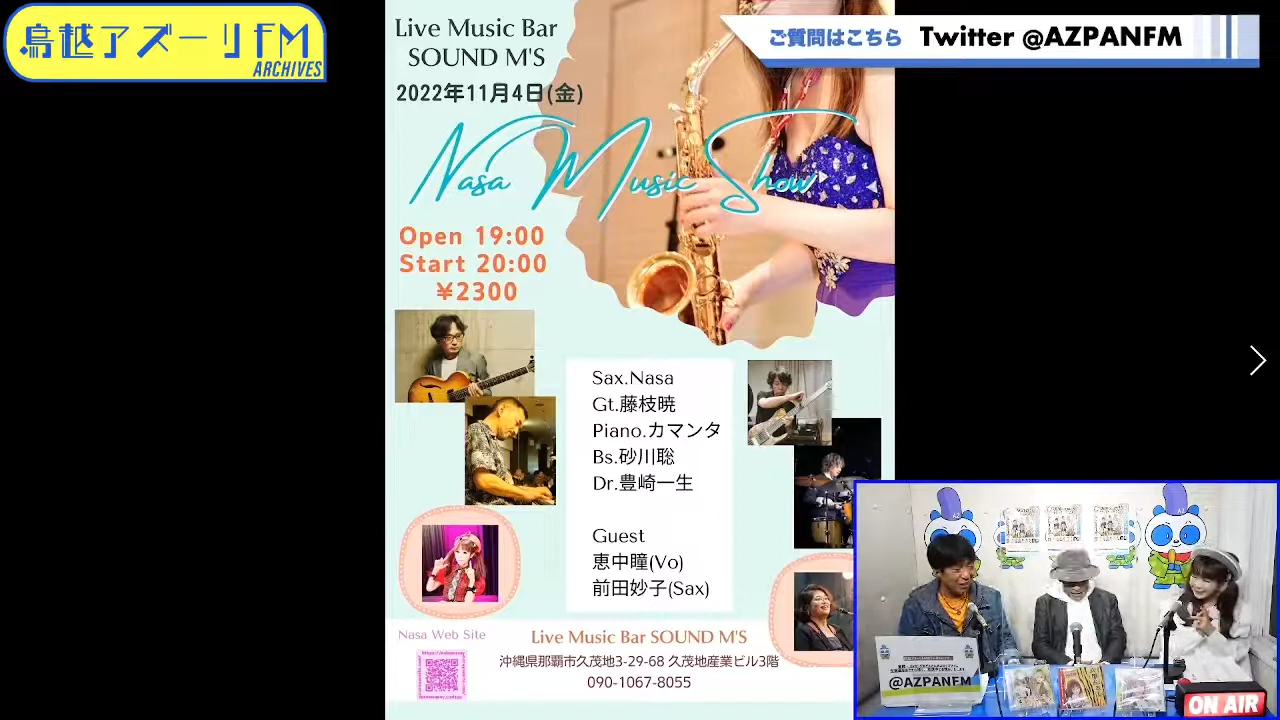 鳥越アズーリFM
ARCHIVES
ご質問はこちら Twitter @AZPANFM
Live Music Bar
SOUND M'S
2022年11月4日(金)
Nasa Music Show
Open 19:00
Start 20:00
¥2300
Sax.Nasa
Gt.藤枝暁
Piano.カマンタ
Bs.砂川聡
Dr.豊崎一生
Guest
恵中瞳(Vo)
前田妙子(Sax)
Nasa Web Site
Live Music Bar SOUND M'S
沖縄県那覇市久茂地3-29-68 久茂地産業ビル3階
090-1067-8055
@AZPANFM
ON AIR